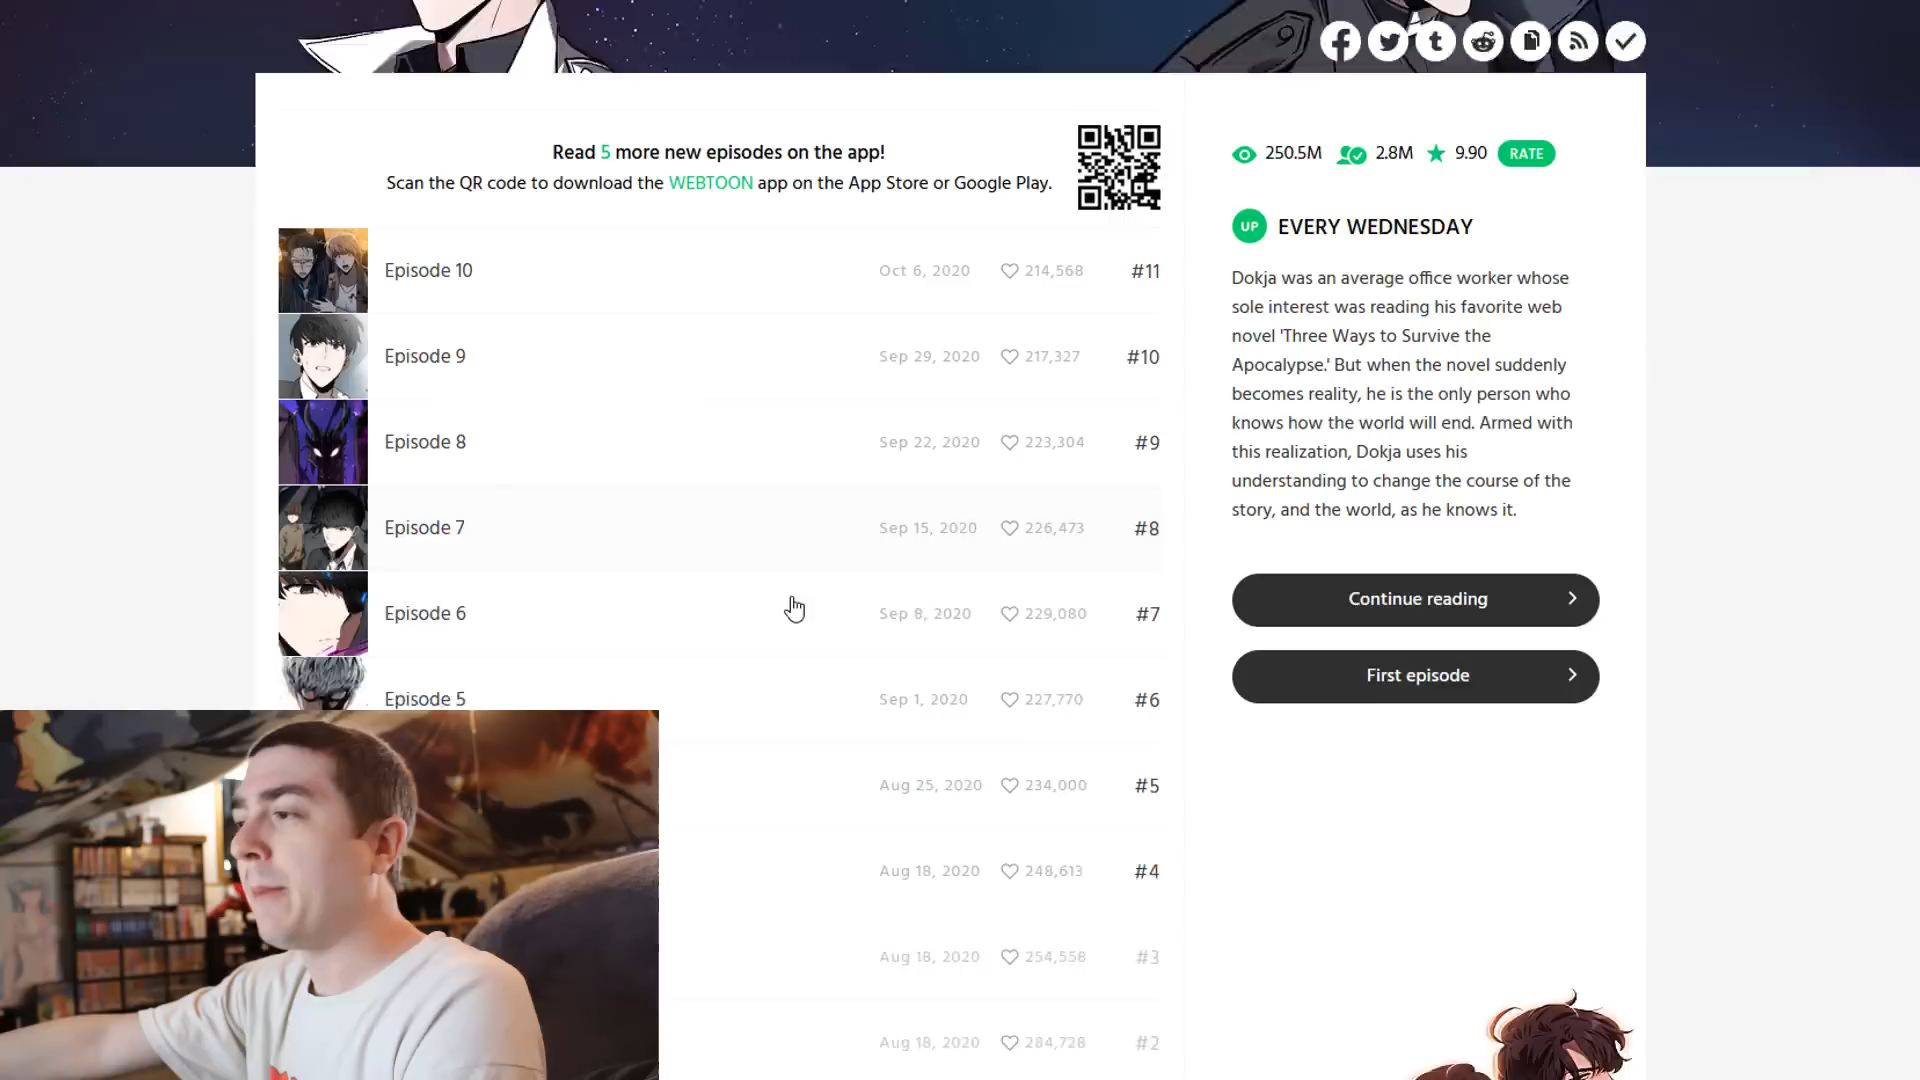 Read 5 more new episodes on the app!
Scan the QR code to download the WEBTOON app on the App Store or Google Play.
Episode 10 Oct 6, 2020 214,568 #11
Episode 9 Sep 29, 2020 217,327 #10
Episode 8 Sep 22, 2020 223,304 #9
Episode 7 Sep 15, 2020 226,473 #8
Episode 6 Sep 8, 2020 229,080 #7
Episode 5 Sep 1, 2020 227,770 #6
Aug 25, 2020 234,000 #5
Aug 18, 2020 248,613 #4
Aug 18, 2020 254,558 #3
Aug 18, 2020 284,728 #2
250.5M 2.8M 9.90 RATE
UP EVERY WEDNESDAY
Dokja was an average office worker whose
sole interest was reading his favorite web
novel 'Three Ways to Survive the
Apocalypse.' But when the novel suddenly
becomes reality, he is the only person who
knows how the world will end. Armed with
this realization, Dokja uses his
understanding to change the course of the
story, and the world, as he knows it.
Continue reading
First episode